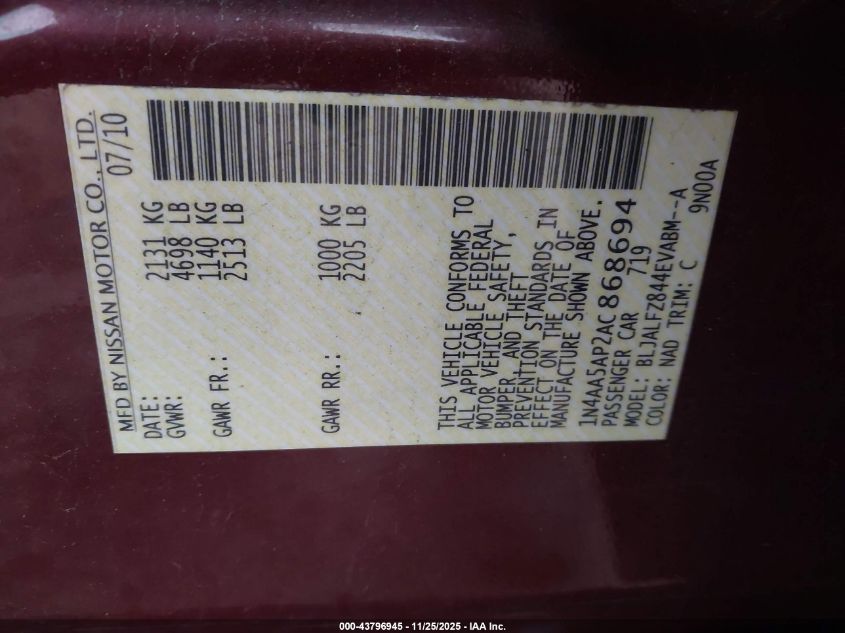 MFD BY NISSAN MOTOR CO., LTD.
DATE: 07/10
GVWR: 2131 KG
4698 LB
GAWR FR.: 1140 KG
2513 LB
GAWR RR.: 1000 KG
2205 LB
THIS VEHICLE CONFORMS TO
ALL APPLICABLE FEDERAL
MOTOR VEHICLE SAFETY,
BUMPER, AND THEFT
PREVENTION STANDARDS IN
EFFECT ON THE DATE OF
MANUFACTURE SHOWN ABOVE.
1N4AA5AP2AC868694
PASSENGER CAR 719
MODEL: BLJALFZ844EVABM--A
COLOR: NAD TRIM: C 9N00A
000-43796945 - 11/25/2025 - IAA Inc.